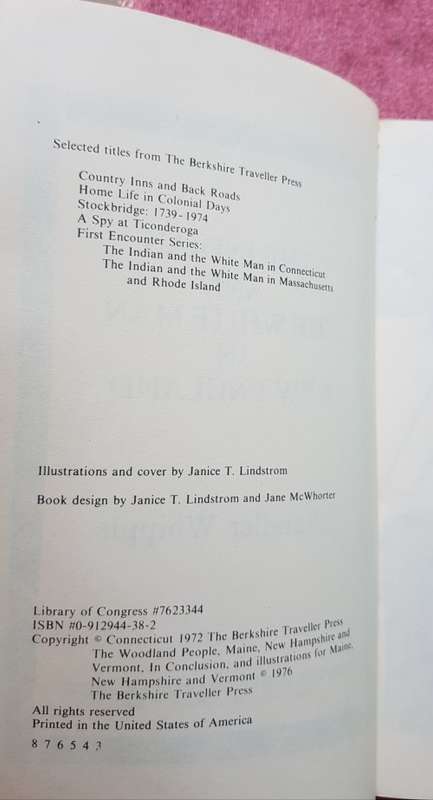 Selected titles from The Berkshire Traveller Press
Country Inns and Back Roads
Home Life in Colonial Days
Stockbridge: 1739-1974
A Spy at Ticonderoga
First Encounter Series:
The Indian and the White Man in Connecticut
The Indian and the White Man in Massachusetts
and Rhode Island
Illustrations and cover by Janice T. Lindstrom
Book design by Janice T. Lindstrom and Jane McWhorter
Library of Congress #7623344
ISBN #0-912944-38-2
Copyright © Connecticut 1972 The Berkshire Traveller Press
The Woodland People, Maine, New Hampshire and
Vermont, In Conclusion, and illustrations for Maine,
New Hampshire and Vermont © 1976
The Berkshire Traveller Press
All rights reserved
Printed in the United States of America
8 7 6 5 4 3